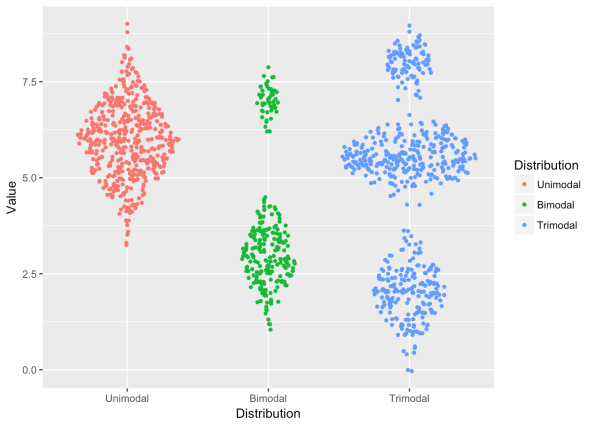 7.5
5.0
2.5
0.0
Value
Unimodal Bimodal Trimodal
Distribution
Distribution
Unimodal
Bimodal
Trimodal